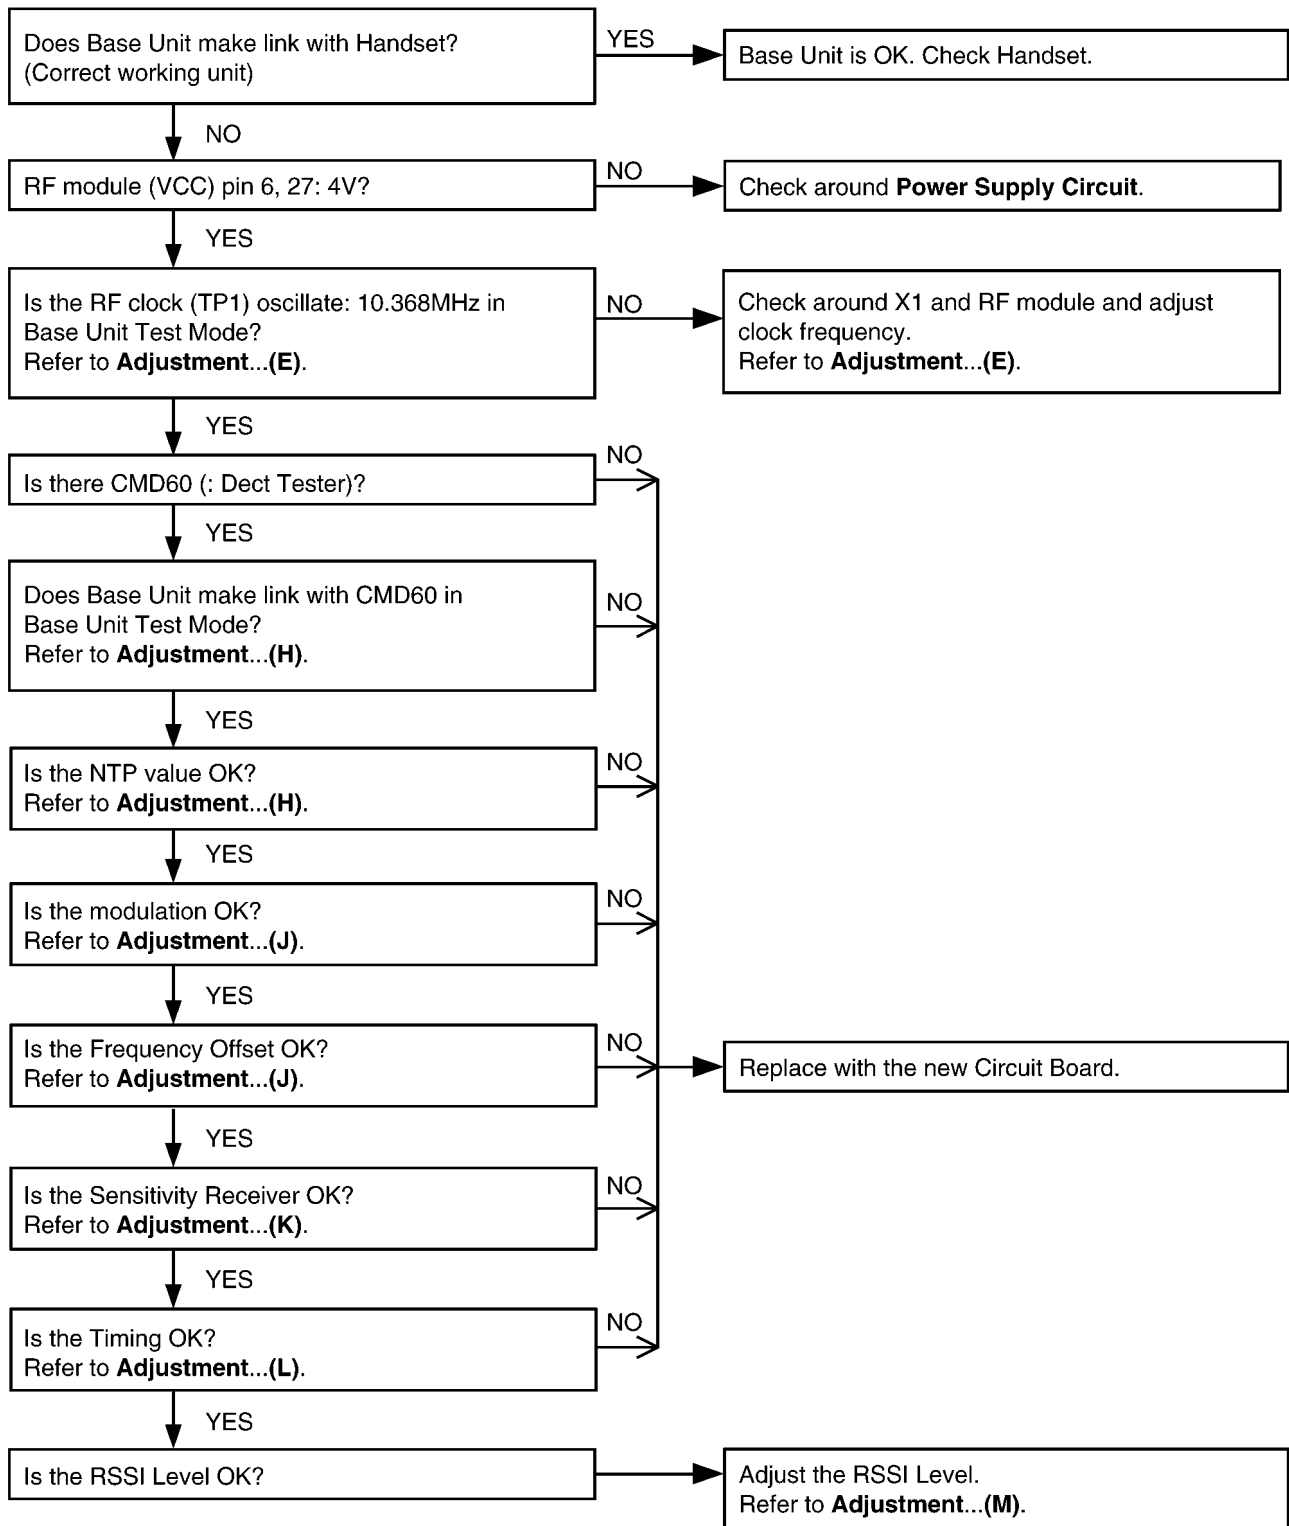 Does Base Unit make link with Handset?
(Correct working unit)
YES
Base Unit is OK. Check Handset.
NO
RF module (VCC) pin 6, 27: 4V?
NO
Check around Power Supply Circuit.
YES
Is the RF clock (TP1) oscillate: 10.368MHz in
Base Unit Test Mode?
Refer to Adjustment...(E).
NO
Check around X1 and RF module and adjust
clock frequency.
Refer to Adjustment...(E).
YES
Is there CMD60 (: Dect Tester)?
NO
YES
Does Base Unit make link with CMD60 in
Base Unit Test Mode?
Refer to Adjustment...(H).
NO
YES
Is the NTP value OK?
Refer to Adjustment...(H).
NO
YES
Is the modulation OK?
Refer to Adjustment...(J).
NO
YES
Is the Frequency Offset OK?
Refer to Adjustment...(J).
NO
Replace with the new Circuit Board.
YES
Is the Sensitivity Receiver OK?
Refer to Adjustment...(K).
NO
YES
Is the Timing OK?
Refer to Adjustment...(L).
NO
YES
Is the RSSI Level OK?
Adjust the RSSI Level.
Refer to Adjustment...(M).